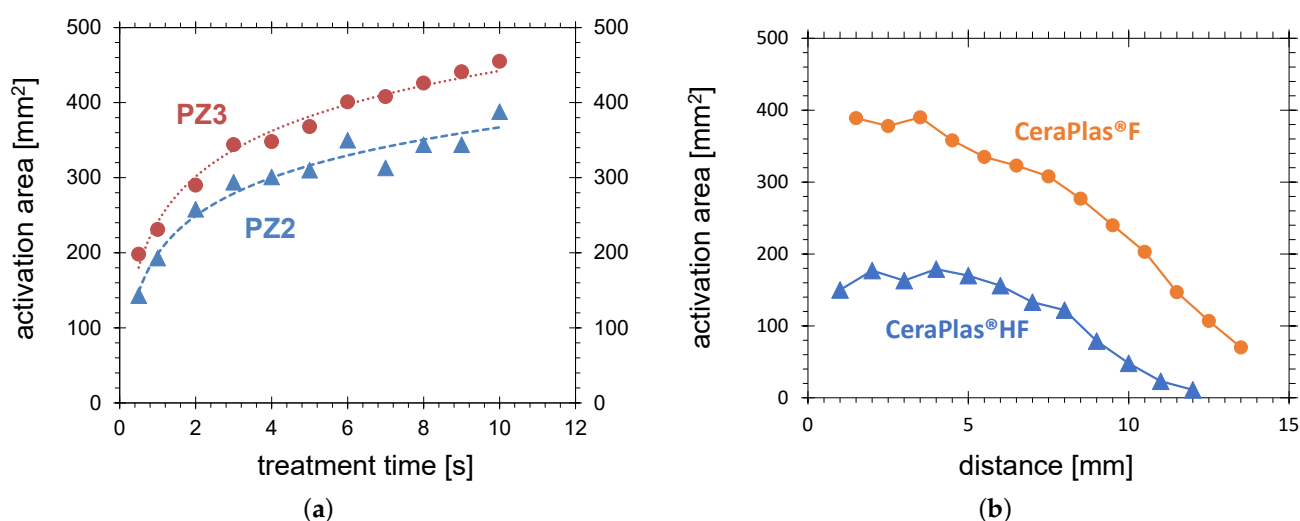 500
400
300
200
100
0
500
400
300
200
100
0
0 2 4 6 8 10 12
activation area [mm²]
treatment time [s]
PZ3
PZ2
(a)
500
400
300
200
100
0
0 5 10 15
activation area [mm²]
distance [mm]
CeraPlas®F
CeraPlas®HF
(b)